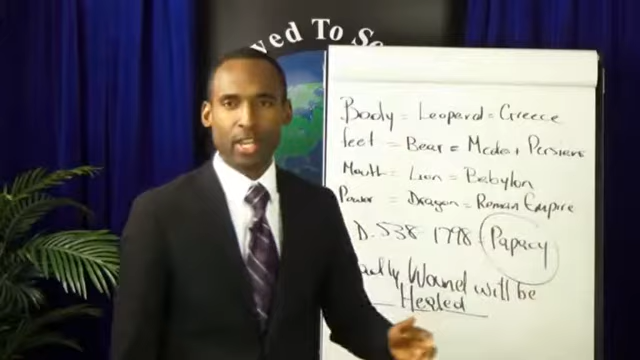 ved To Se
Body = Leopard = Greece
feet = Bear = Medes + Persians
Mouth = Lion = Babylon
Power = Dragon = Roman Empire
D. 538 1798 = Papacy
Wound will be
Healed